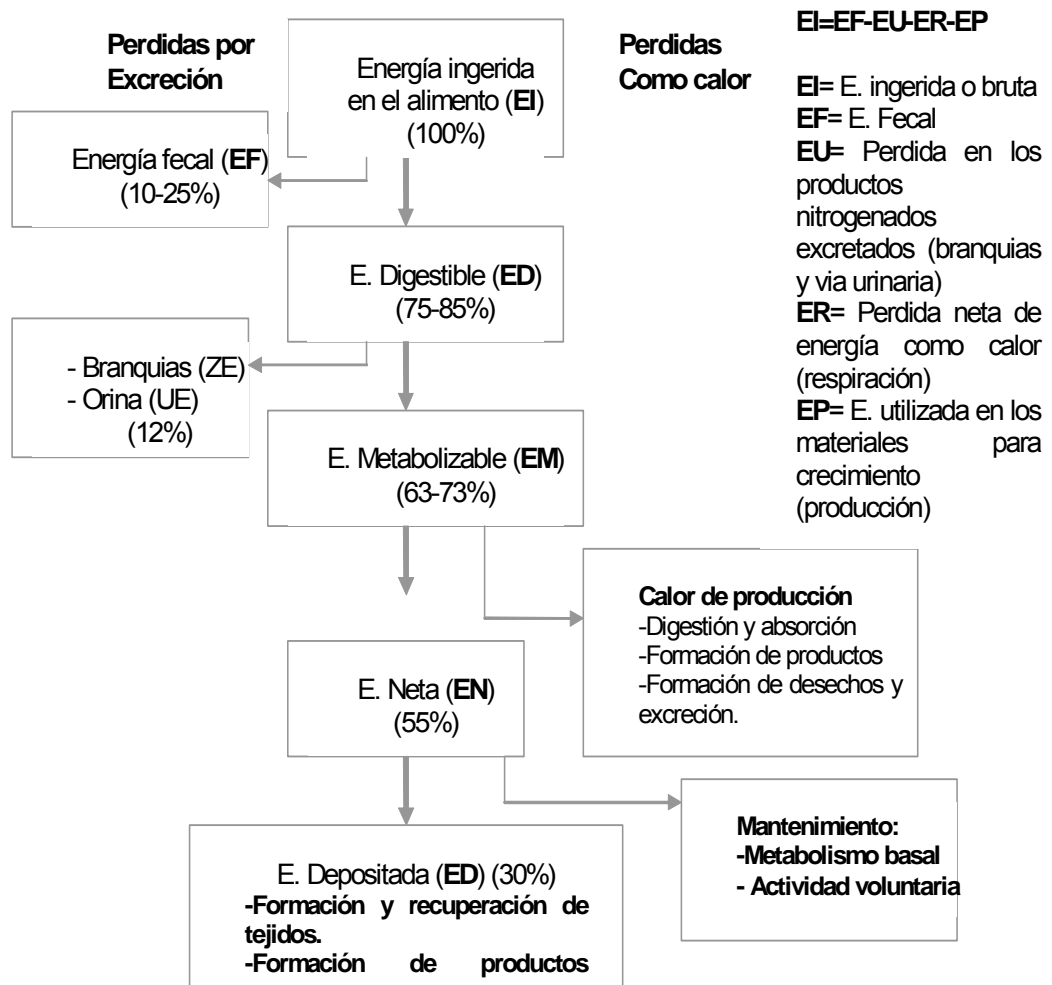 Perdidas por
Excreción
Energía ingerida
en el alimento (EI)
(100%)
Perdidas
Como calor
EI=EF-EU-ER-EP
EI= E. ingerida o bruta
EF= E. Fecal
EU= Perdida en los
productos
nitrogenados
excretados (branquias
y via urinaria)
ER= Perdida neta de
energía como calor
(respiración)
EP= E. utilizada en los
materiales para
crecimiento
(producción)
Energía fecal (EF)
(10-25%)
E. Digestible (ED)
(75-85%)
- Branquias (ZE)
- Orina (UE)
(12%)
E. Metabolizable (EM)
(63-73%)
Calor de producción
-Digestión y absorción
-Formación de productos
-Formación de desechos y
excreción.
E. Neta (EN)
(55%)
Mantenimiento:
-Metabolismo basal
- Actividad voluntaria
E. Depositada (ED) (30%)
-Formación y recuperación de
tejidos.
-Formación de productos